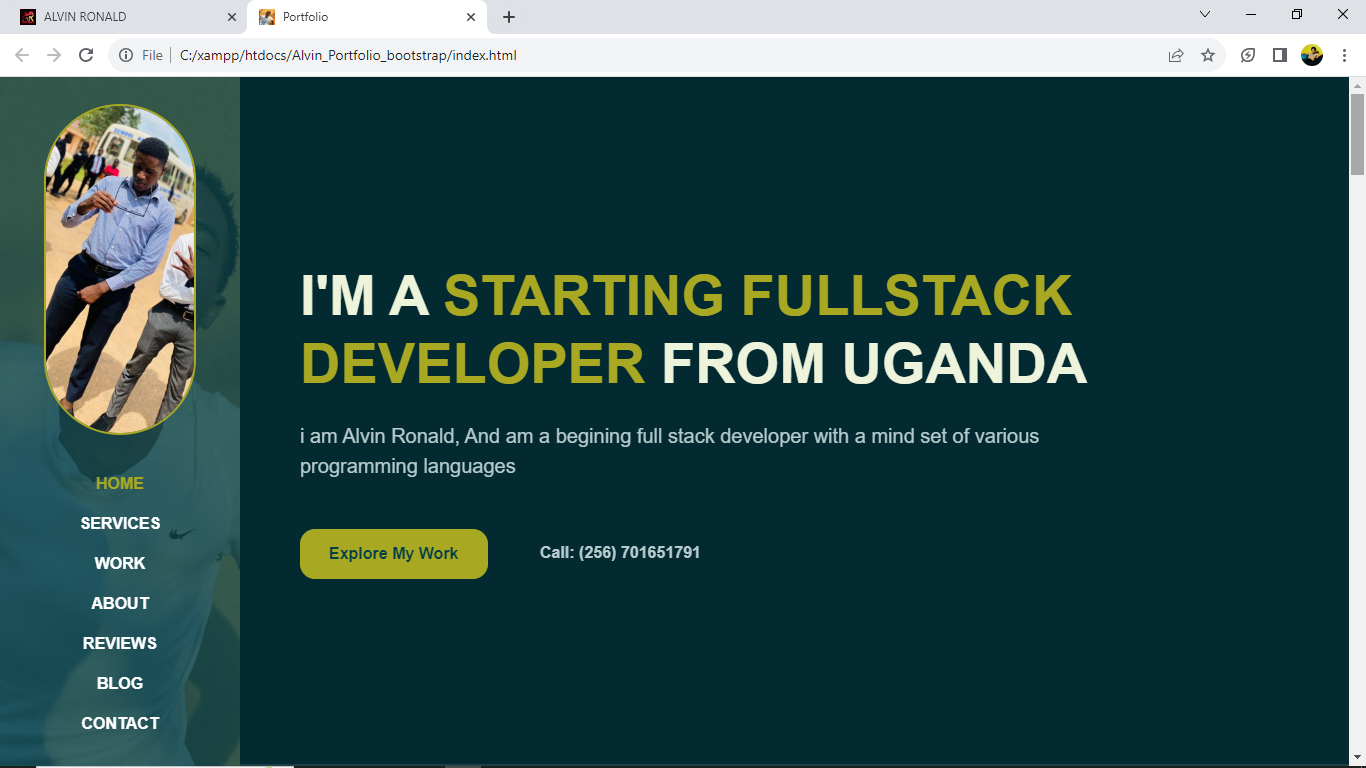 ALVIN RONALD
Portfolio
File
C:/xampp/htdocs/Alvin_Portfolio_bootstrap/index.html
SCHOOL
I'M A STARTING FULLSTACK
DEVELOPER FROM UGANDA
i am Alvin Ronald, And am a begining full stack developer with a mind set of various
programming languages
Explore My Work
Call: (256) 701651791
HOME
SERVICES
WORK
ABOUT
REVIEWS
BLOG
CONTACT